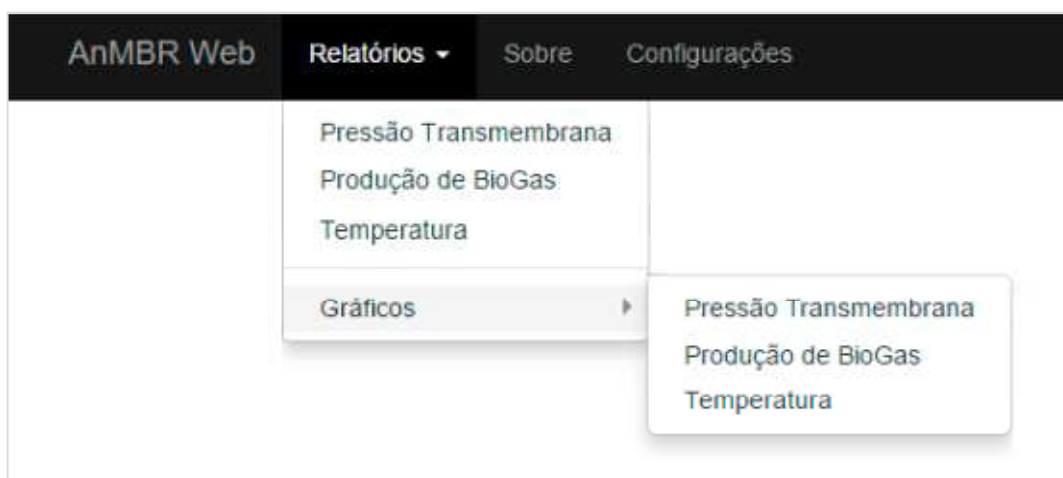 AnMBR Web Relatórios Sobre Configurações
Pressão Transmembrana
Produção de BioGas
Temperatura
Gráficos
Pressão Transmembrana
Produção de BioGas
Temperatura